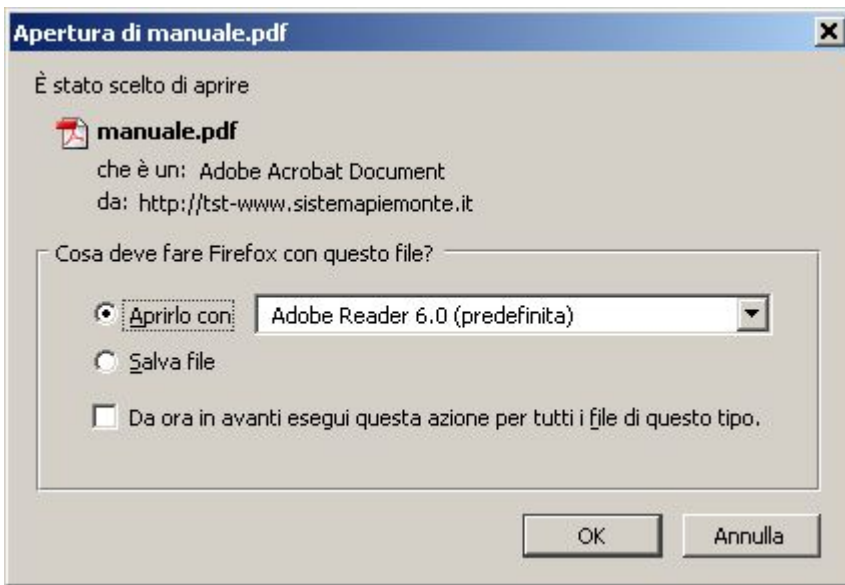 Apertura di manuale.pdf
È stato scelto di aprire
manuale.pdf
che è un: Adobe Acrobat Document
da: http://tst-www.sistemapiemonte.it
Cosa deve fare Firefox con questo file?
Aprirlo con Adobe Reader 6.0 (predefinita)
Salva file
Da ora in avanti esegui questa azione per tutti i file di questo tipo.
OK Annulla